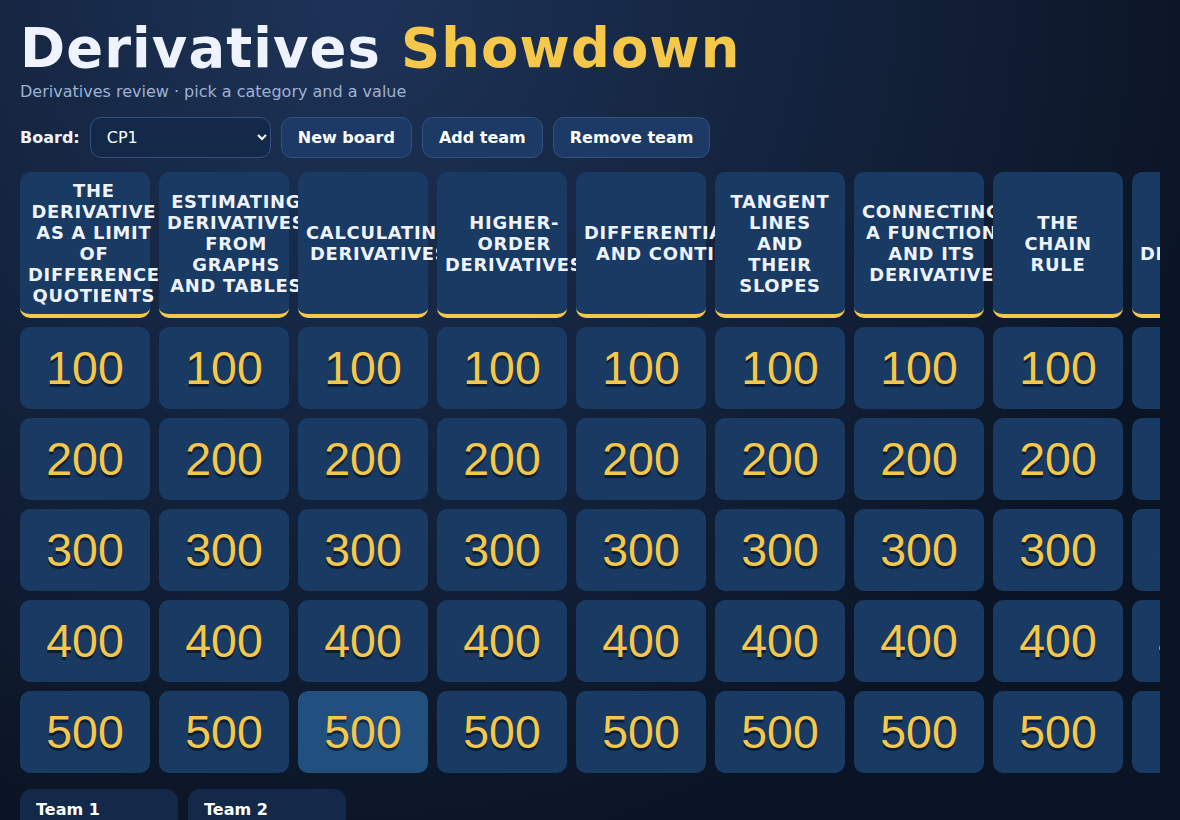 Derivatives Showdown
Derivatives review · pick a category and a value
Board: CP1 New board Add team Remove team
THE
DERIVATIVE
AS A LIMIT
OF
DIFFERENCE
QUOTIENTS
ESTIMATING
DERIVATIVES
FROM
GRAPHS
AND TABLES
CALCULATIN
DERIVATIVES
HIGHER-
ORDER
DERIVATIVES
DIFFERENTIA
AND CONTI
TANGENT
LINES
AND
THEIR
SLOPES
CONNECTING
A FUNCTION
AND ITS
DERIVATIVE
THE
CHAIN
RULE
100 100 100 100 100 100 100 100
200 200 200 200 200 200 200 200
300 300 300 300 300 300 300 300
400 400 400 400 400 400 400 400
500 500 500 500 500 500 500 500
Team 1 Team 2